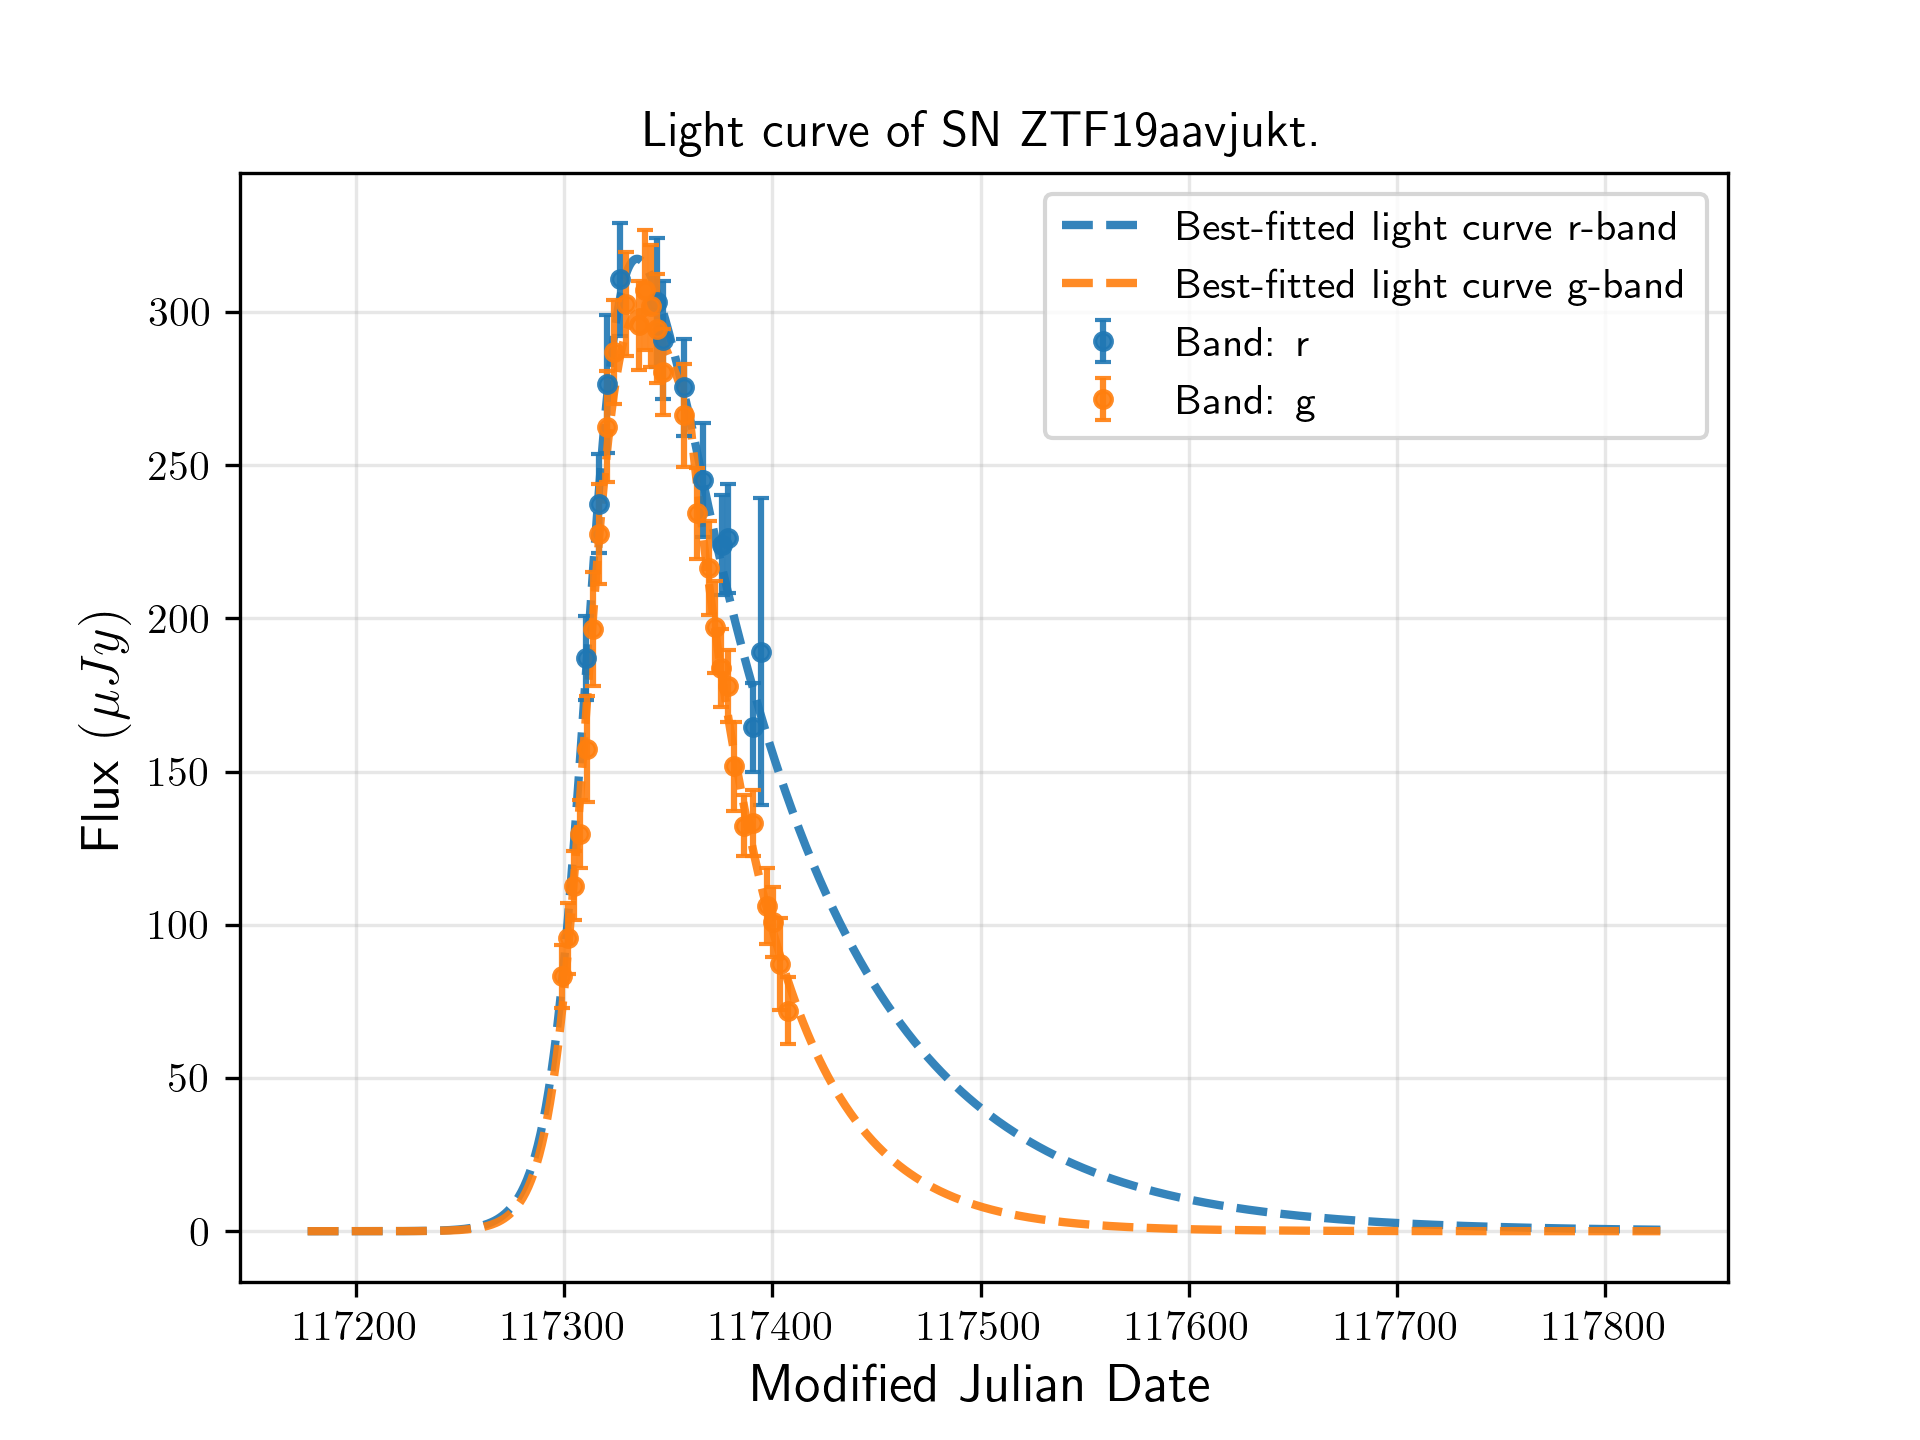 Light curve of SN ZTF19aavjukt.
Best-fitted light curve r-band
Best-fitted light curve g-band
Band: r
Band: g
Flux (μJy)
300
250
200
150
100
50
0
117200 117300 117400 117500 117600 117700 117800
Modified Julian Date